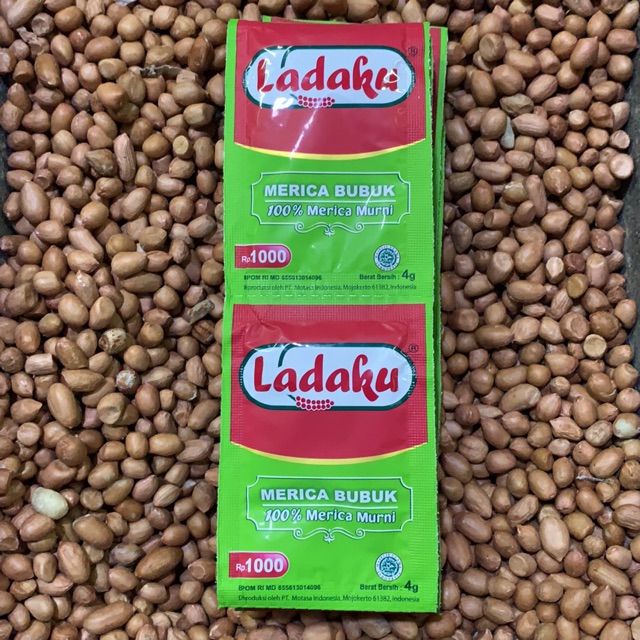 Ladaku ®
MERICA BUBUK
100% Merica Murni
Rp1000
BPOM RI MD 655813014096 Berat Bersih : 4g
Diproduksi oleh PT. Motasa Indonesia, Mojokerto 61382, Indonesia
Ladaku ®
MERICA BUBUK
100% Merica Murni
Rp1000
BPOM RI MD 655813014096 Berat Bersih : 4g
Diproduksi oleh PT. Motasa Indonesia, Mojokerto 61382, Indonesia